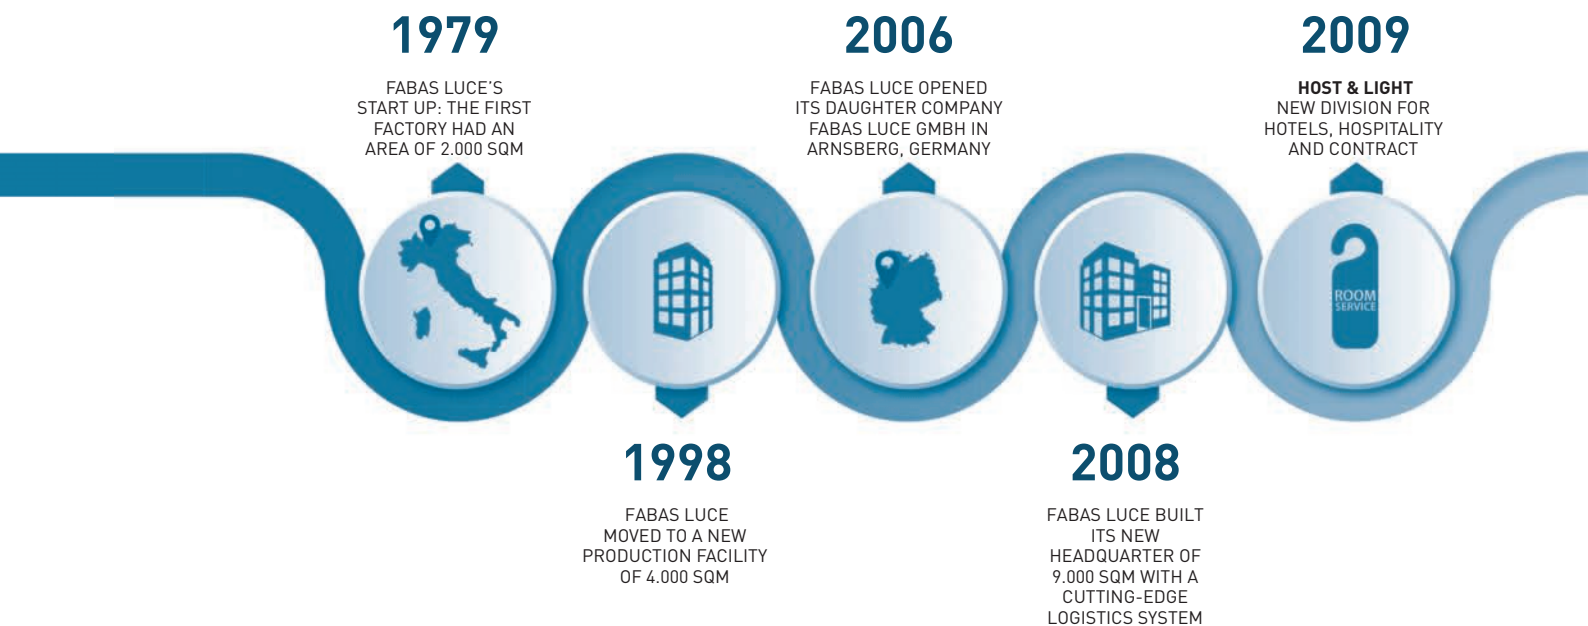 1979
FABAS LUCE'S
START UP: THE FIRST
FACTORY HAD AN
AREA OF 2.000 SQM
1998
FABAS LUCE
MOVED TO A NEW
PRODUCTION FACILITY
OF 4.000 SQM
2006
FABAS LUCE OPENED
ITS DAUGHTER COMPANY
FABAS LUCE GMBH IN
ARNSBERG, GERMANY
2008
FABAS LUCE BUILT
ITS NEW
HEADQUARTER OF
9.000 SQM WITH A
CUTTING-EDGE
LOGISTICS SYSTEM
2009
HOST & LIGHT
NEW DIVISION FOR
HOTELS, HOSPITALITY
AND CONTRACT
ROOM
SERVICE